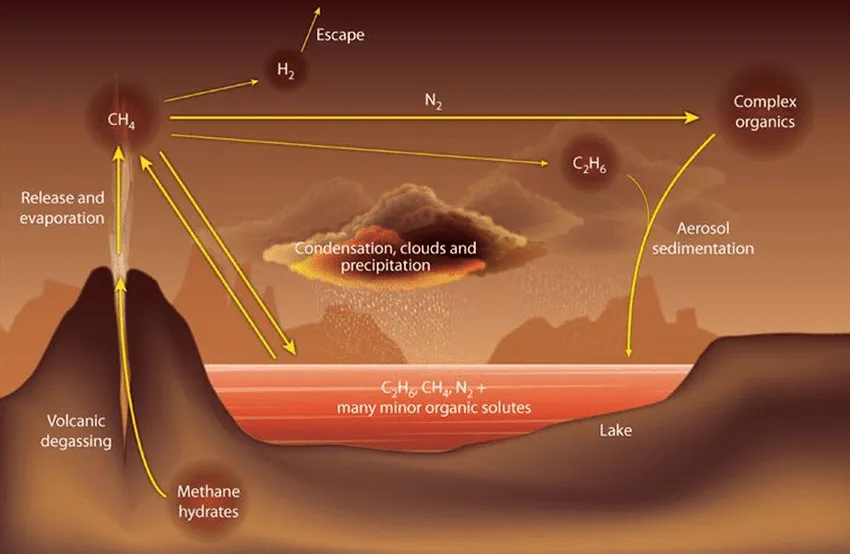 Escape
H₂
N₂
CH₄
Complex
organics
C₂H₆
Release and
evaporation
Aerosol
sedimentation
Condensation, clouds and
precipitation
C₂H₆, CH₄, N₂ +
many minor organic solutes
Volcanic
degassing
Lake
Methane
hydrates